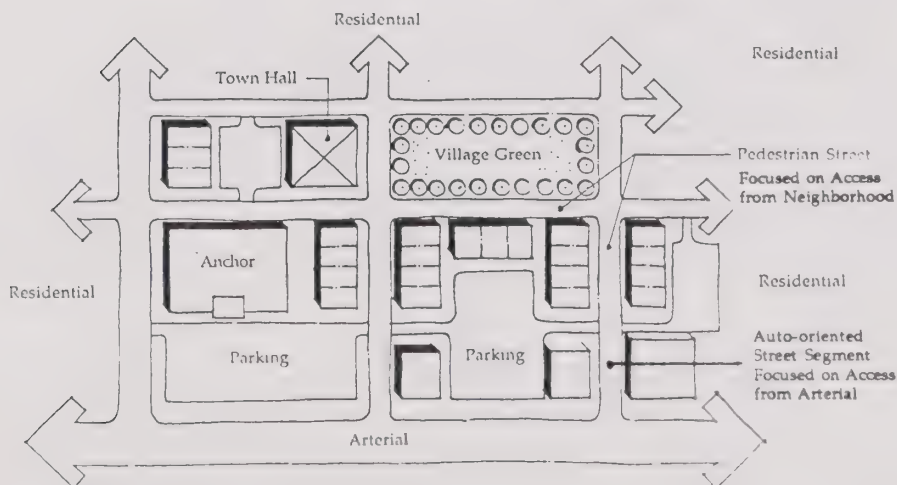 Residential
Residential
Town Hall
Village Green
Pedestrian Street
Focused on Access
from Neighborhood
Anchor
Residential
Residential
Parking
Parking
Auto-oriented
Street Segment
Focused on Access
from Arterial
Arterial